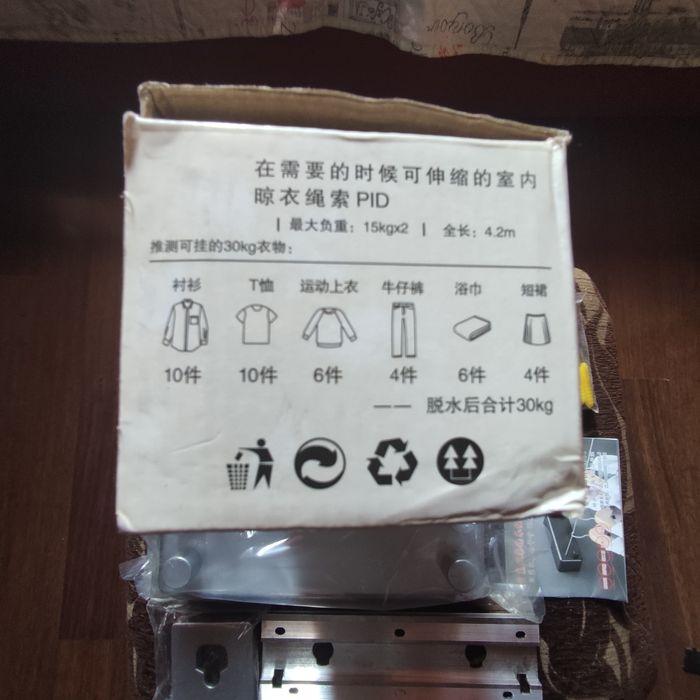 在需要的时候可伸缩的室内
晾衣绳索 PID
| 最大负重：15kgx2 | 全长：4.2m
推测可挂的30kg衣物：
衬衫 T恤 运动上衣 牛仔裤 浴巾 短裙
10件 10件 6件 4件 6件 4件
—— 脱水后合计30kg